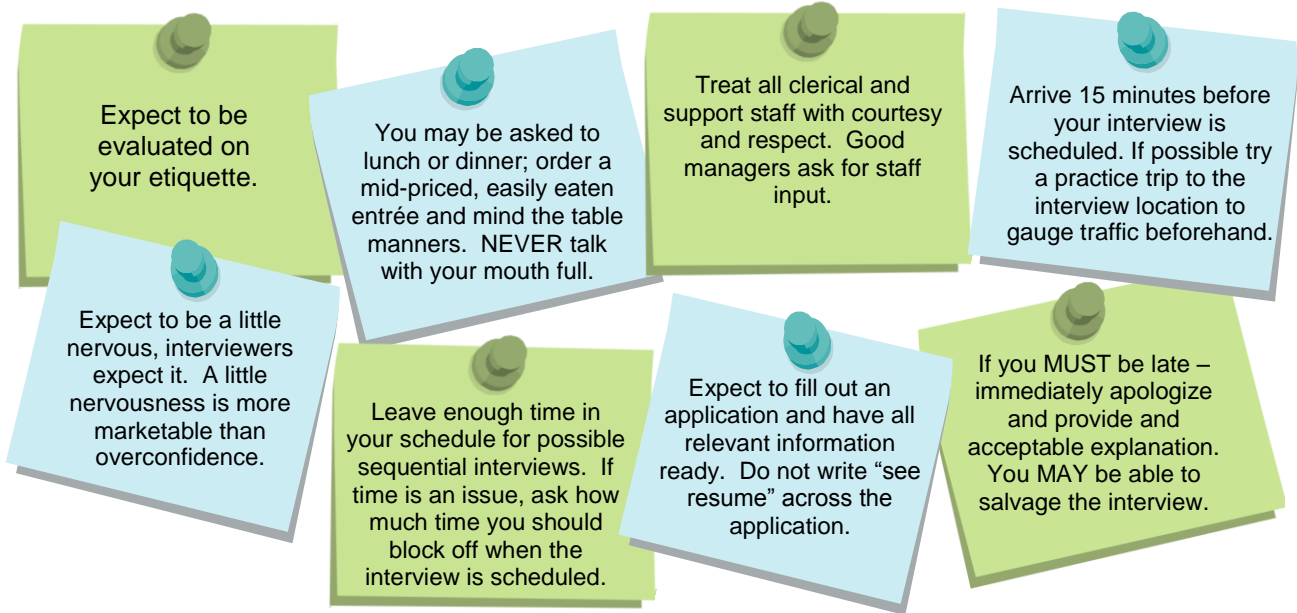 Expect to be
evaluated on
your etiquette.
You may be asked to
lunch or dinner; order a
mid-priced, easily eaten
entrée and mind the table
manners.  NEVER talk
with your mouth full.
Treat all clerical and
support staff with courtesy
and respect.  Good
managers ask for staff
input.
Arrive 15 minutes before
your interview is
scheduled. If possible try
a practice trip to the
interview location to
gauge traffic beforehand.
Expect to be a little
nervous, interviewers
expect it.  A little
nervousness is more
marketable than
overconfidence.
Leave enough time in
your schedule for possible
sequential interviews.  If
time is an issue, ask how
much time you should
block off when the
interview is scheduled.
Expect to fill out an
application and have all
relevant information
ready.  Do not write “see
resume” across the
application.
If you MUST be late –
immediately apologize
and provide and
acceptable explanation.
You MAY be able to
salvage the interview.